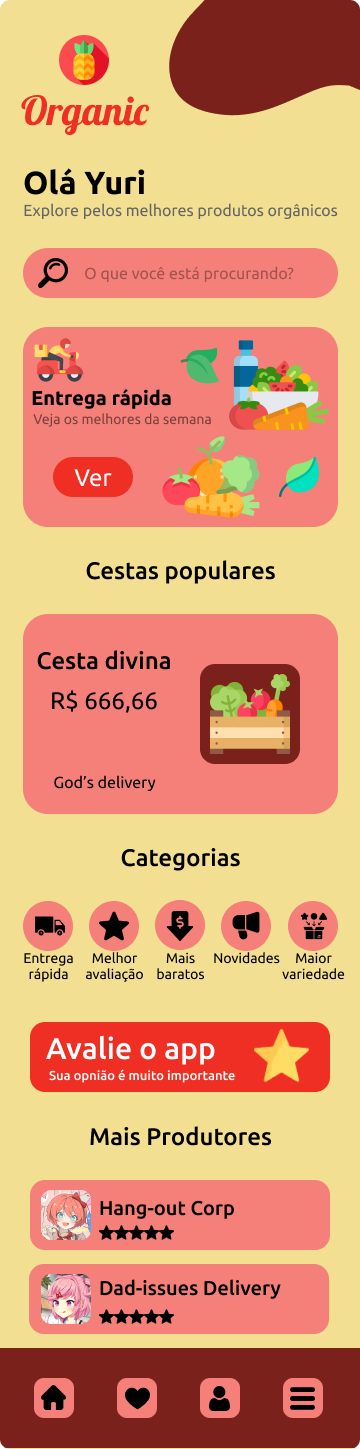 Organic
Olá Yuri
Explore pelos melhores produtos orgânicos
O que você está procurando?
Entrega rápida
Veja os melhores da semana
Ver
Cestas populares
Cesta divina
R$ 666,66
God's delivery
Categorias
Entrega rápida
Melhor avaliação
Mais baratos
Novidades
Maior variedade
Avalie o app
Sua opnião é muito importante
Mais Produtores
Hang-out Corp
Dad-issues Delivery